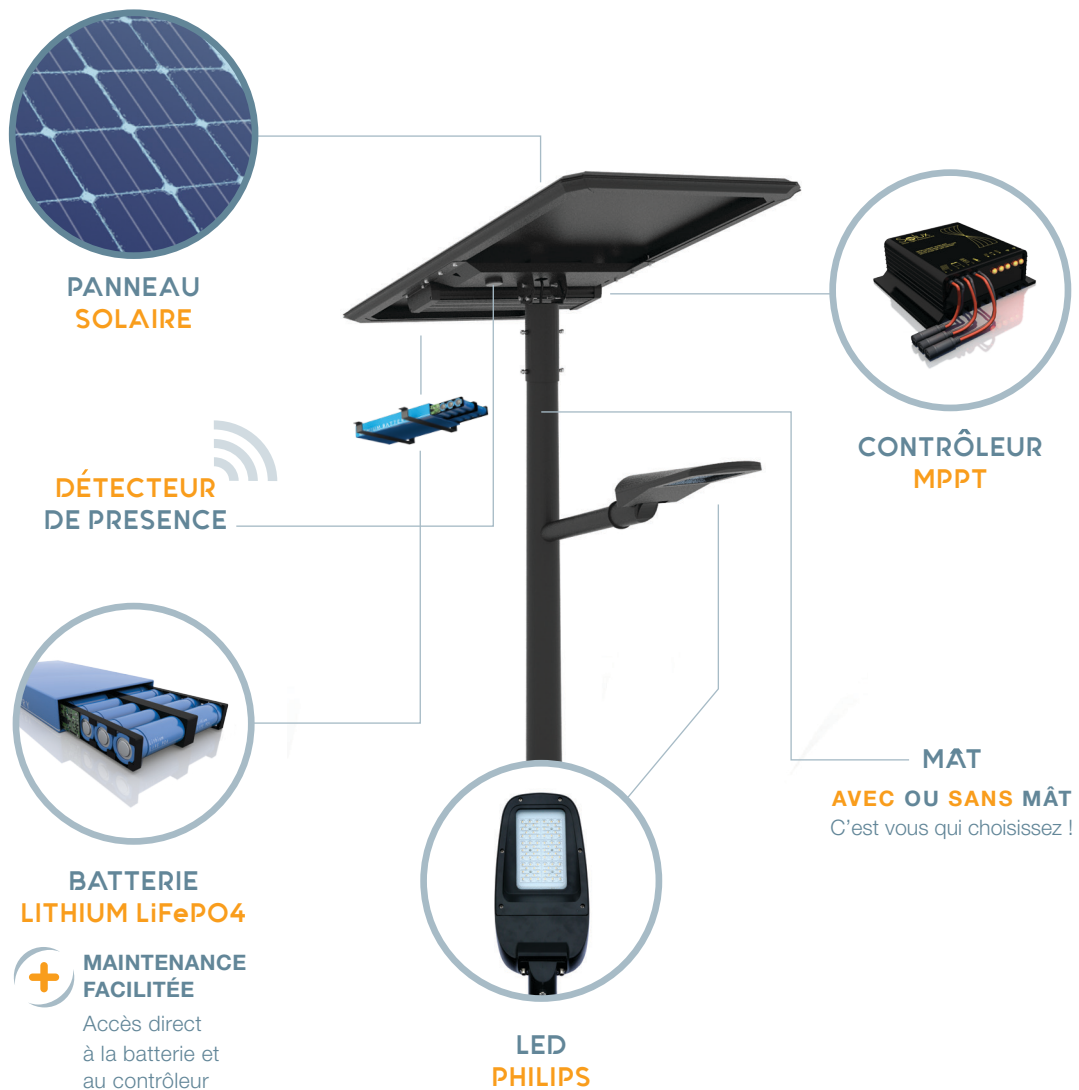 PANNEAU
SOLAIRE
CONTRÔLEUR
MPPT
DÉTECTEUR
DE PRESENCE
MÂT
AVEC OU SANS MÂT
C'est vous qui choisissez !
BATTERIE
LITHIUM LiFePO4
MAINTENANCE
FACILITÉE
Accès direct
à la batterie et
au contrôleur
LED
PHILIPS